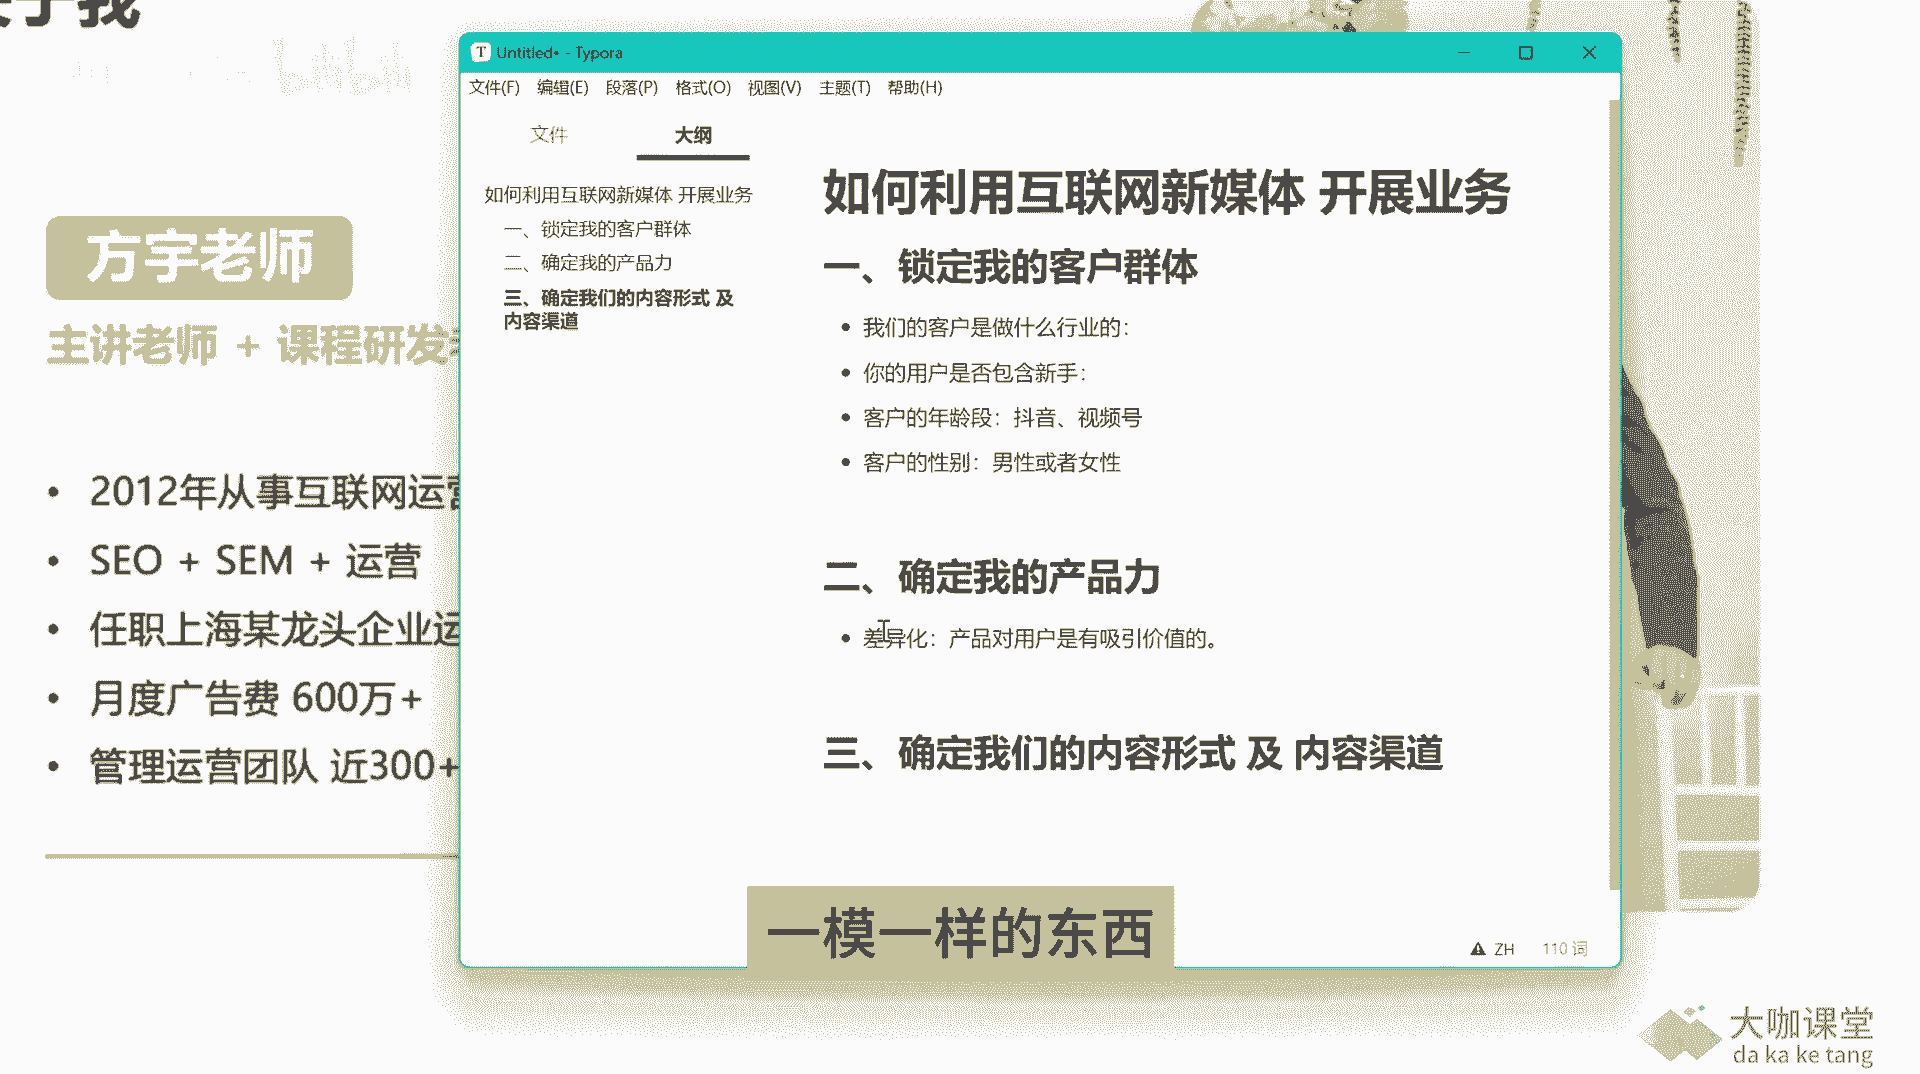 于我
bilibili
方宇老师
主讲老师 + 课程研发
2012年从事互联网运营
SEO + SEM + 运营
任职上海某龙头企业运
月度广告费 600万+
管理运营团队 近300+
Untitled• - Typora
文件(F) 编辑(E) 段落(P) 格式(O) 视图(V) 主题(T) 帮助(H)
文件 大纲
如何利用互联网新媒体 开展业务
一、锁定我的客户群体
二、确定我的产品力
三、确定我们的内容形式 及
内容渠道
如何利用互联网新媒体 开展业务
一、锁定我的客户群体
我们的客户是做什么行业的：
你的用户是否包含新手：
客户的年龄段：抖音、视频号
客户的性别：男性或者女性
二、确定我的产品力
差异化：产品对用户是有吸引价值的。
三、确定我们的内容形式 及 内容渠道
一模一样的东西
ZH 110 词
大咖课堂
da ka ke tang